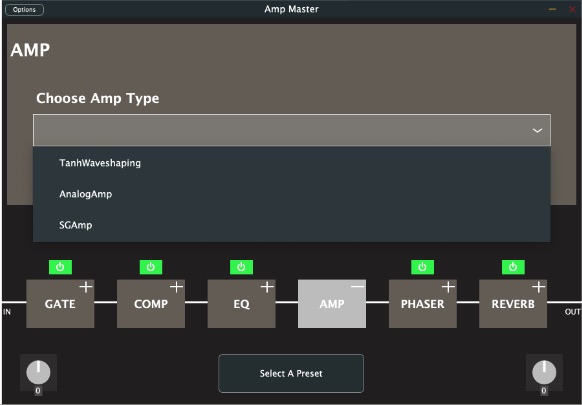 Options
Amp Master
AMP
Choose Amp Type
TanhWaveshaping
AnalogAmp
SGAmp
IN
GATE
COMP
EQ
AMP
PHASER
REVERB
OUT
0
Select A Preset
0